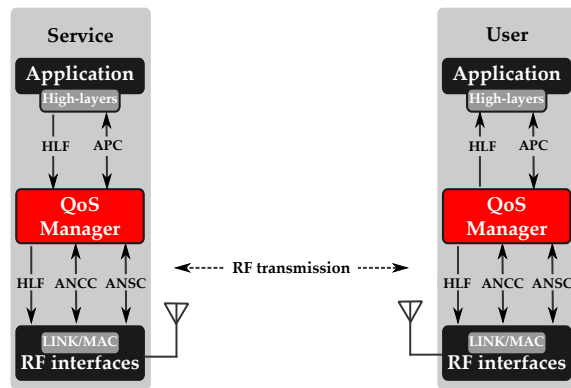 Service
Application
High-layers
HLF APC
QoS
Manager
HLF ANCC ANSC
LINK/MAC
RF interfaces
RF transmission
User
Application
High-layers
HLF APC
QoS
Manager
HLF ANCC ANSC
LINK/MAC
RF interfaces